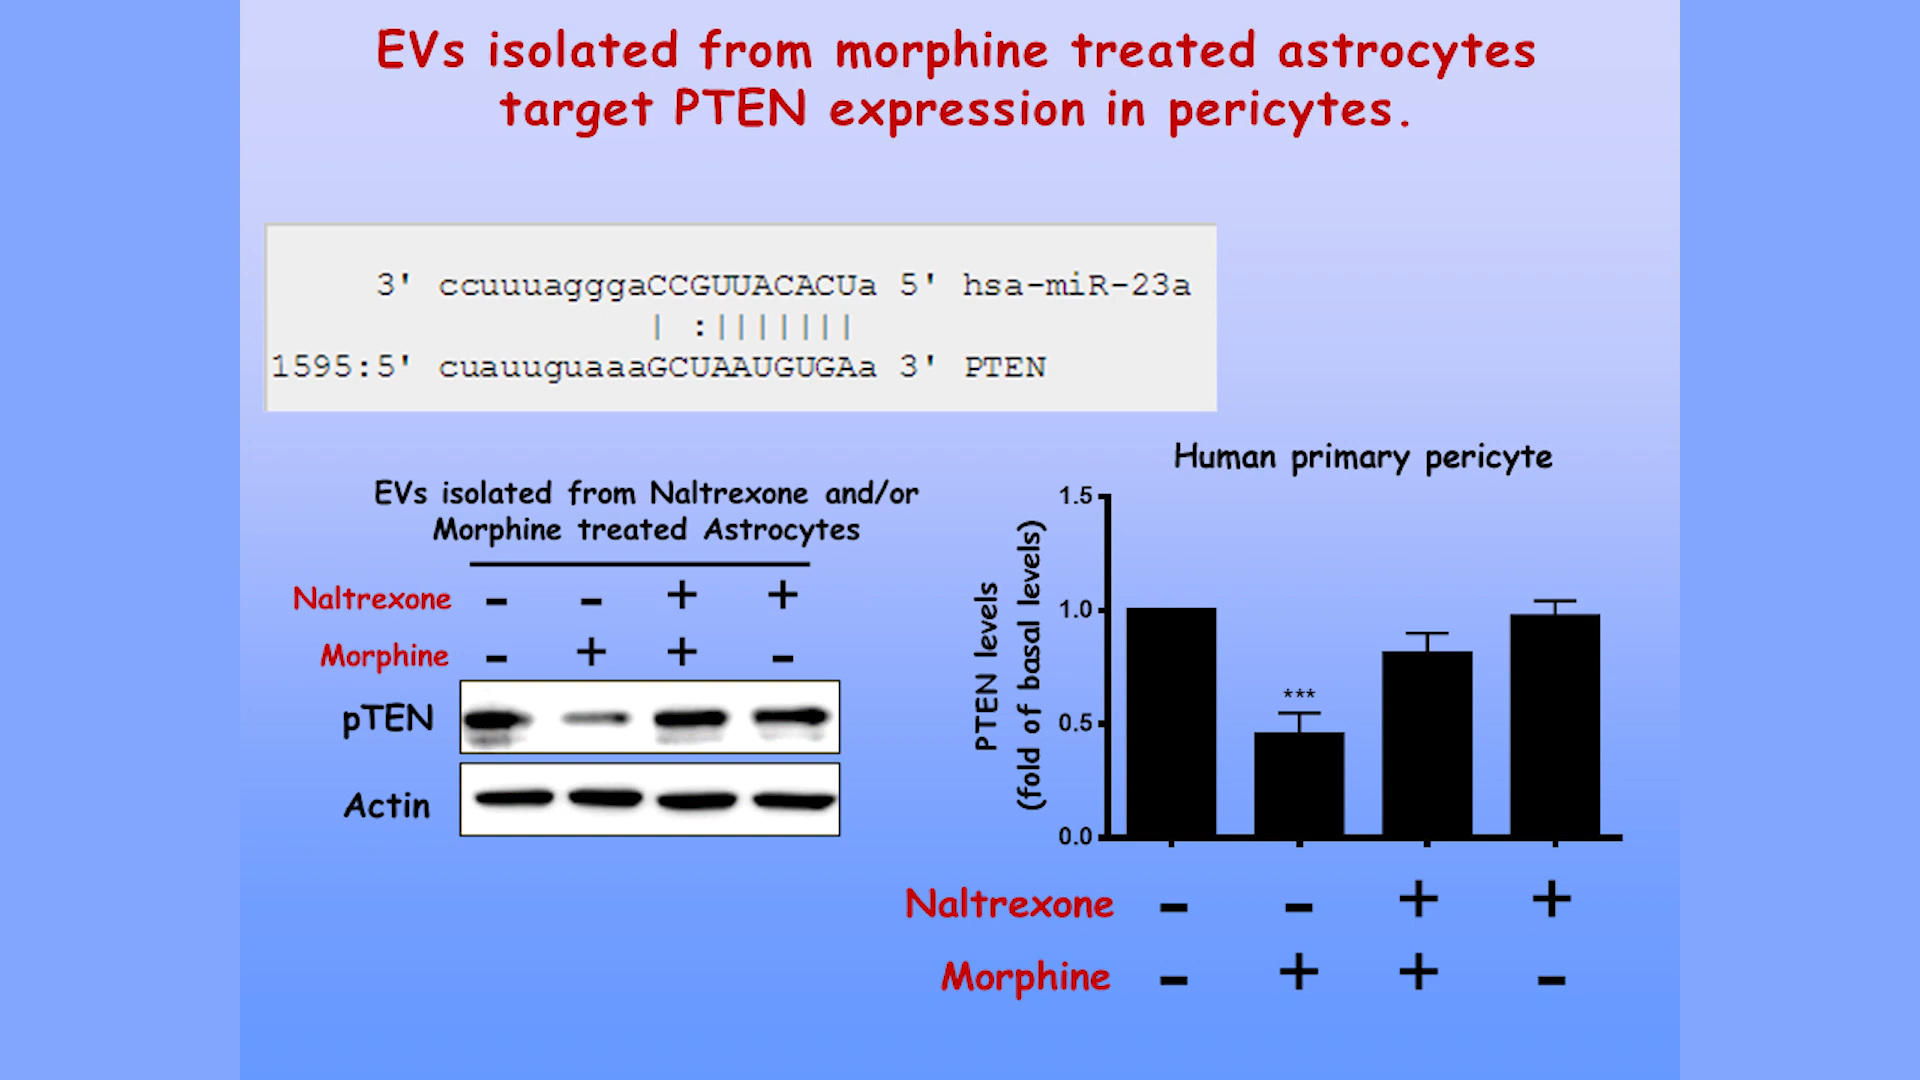 EVs isolated from morphine treated astrocytes
target PTEN expression in pericytes.
3' ccuuuagggaCCGUUACACUa 5' hsa-miR-23a
| :|||||||
1595:5' cuauuguaaaGCUAAUGUGAa 3' PTEN
EVs isolated from Naltrexone and/or
Morphine treated Astrocytes
Naltrexone - - + +
Morphine - + + -
pTEN
Actin
Human primary pericyte
PTEN levels
(fold of basal levels)
1.5
1.0
0.5
0.0
***
Naltrexone - - + +
Morphine - + + -